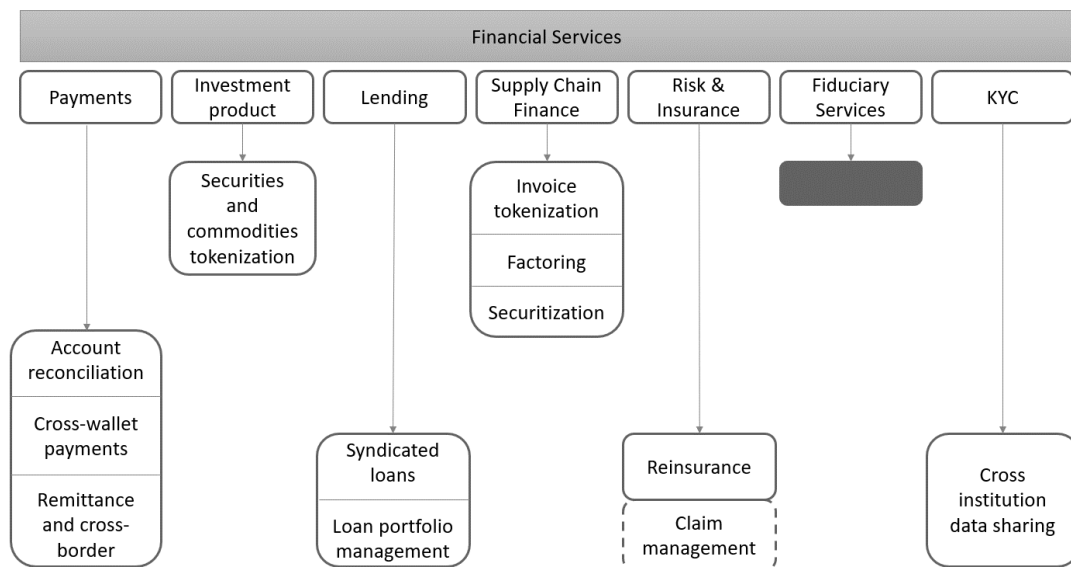 Financial Services
Payments
Investment
product
Lending
Supply Chain
Finance
Risk &
Insurance
Fiduciary
Services
KYC
Securities
and
commodities
tokenization
Invoice
tokenization
Factoring
Securitization
Account
reconciliation
Cross-wallet
payments
Remittance
and cross-
border
Syndicated
loans
Loan portfolio
management
Reinsurance
Claim
management
Cross
institution
data sharing